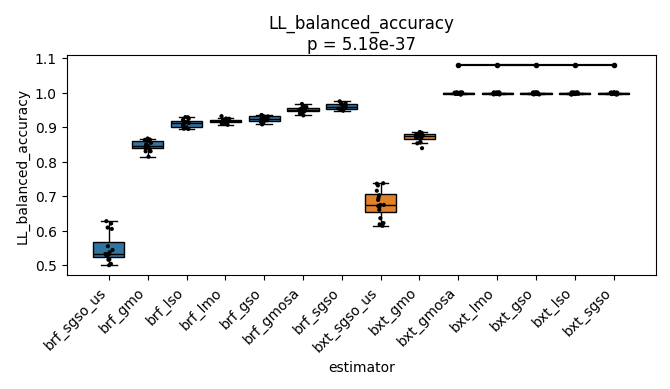 LL_balanced_accuracy
p = 5.18e-37
LL_balanced_accuracy
1.1
1.0
0.9
0.8
0.7
0.6
0.5
brf_sgso_us
brf_gmo
brf_lso
brf_lmo
brf_gso
brf_gmosa
brf_sgso
bxt_sgso_us
bxt_gmo
bxt_gmosa
bxt_lmo
bxt_gso
bxt_lso
bxt_sgso
estimator